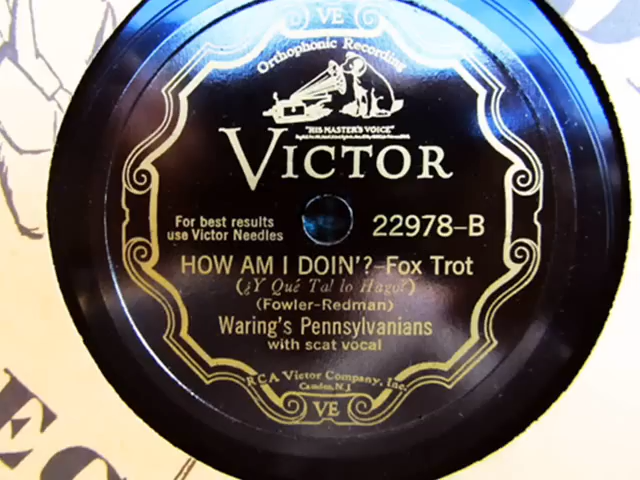 VE
Orthophonic Recording
"HIS MASTER'S VOICE"
VICTOR
For best results
use Victor Needles
22978-B
HOW AM I DOIN'?-Fox Trot
(¿Y Qué Tal lo Hago?)
(Fowler-Redman)
Waring's Pennsylvanians
with scat vocal
RCA Victor Company, Inc.
Camden, N.J.
VE